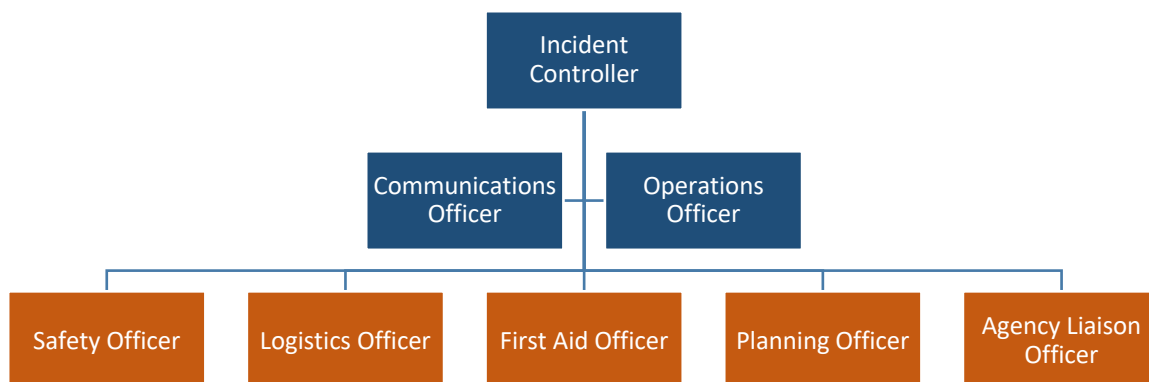 Incident
Controller
Communications
Officer
Operations
Officer
Safety Officer
Logistics Officer
First Aid Officer
Planning Officer
Agency Liaison
Officer